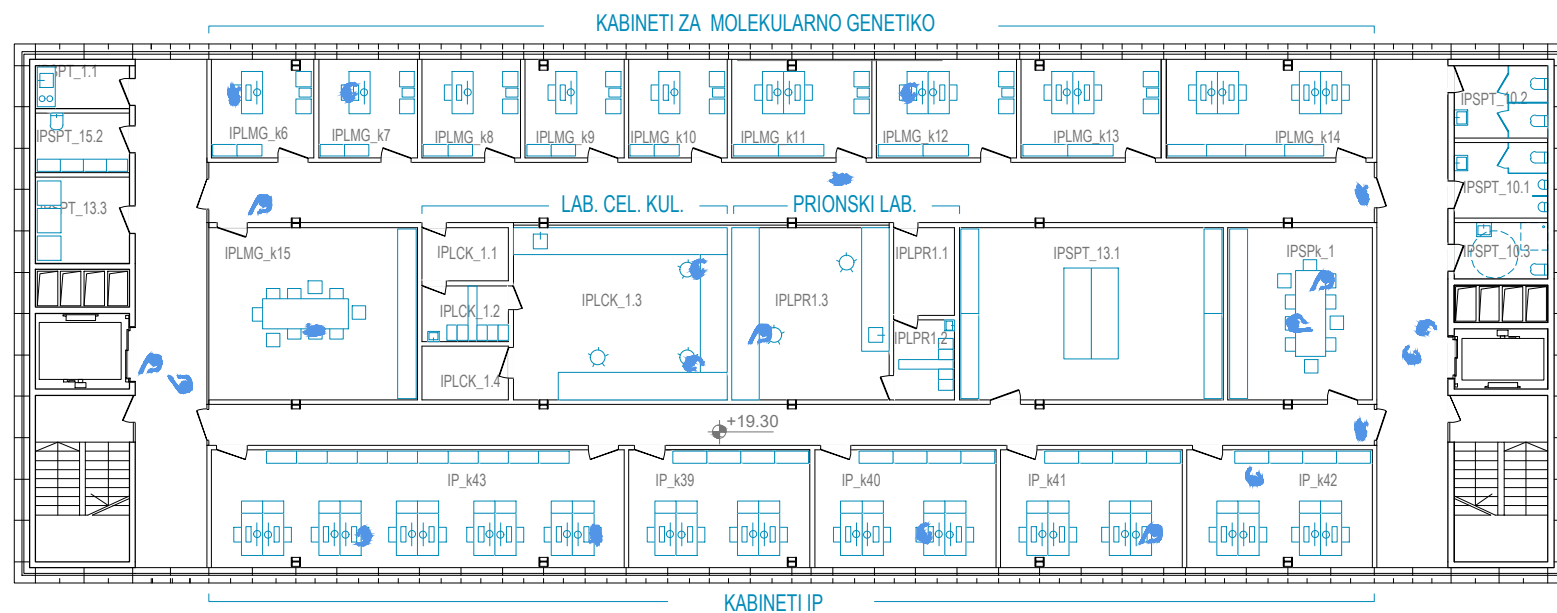 KABINETI ZA MOLEKULARNO GENETIKO
IPSPT_1.1
IPSPT_15.2
IPSPT_13.3
IPLMG_k6
IPLMG_k7
IPLMG_k8
IPLMG_k9
IPLMG_k10
IPLMG_k11
IPLMG_k12
IPLMG_k13
IPLMG_k14
IPSPT_10.2
IPSPT_10.1
IPSPT_10.3
LAB. CEL. KUL.
PRIONSKI LAB.
IPLMG_k15
IPLCK_1.1
IPLCK_1.2
IPLCK_1.4
IPLCK_1.3
IPLPR1.3
IPLPR1.1
IPLPR1.2
IPSPT_13.1
IPSPk_1
+19.30
IP_k43
IP_k39
IP_k40
IP_k41
IP_k42
KABINETI IP